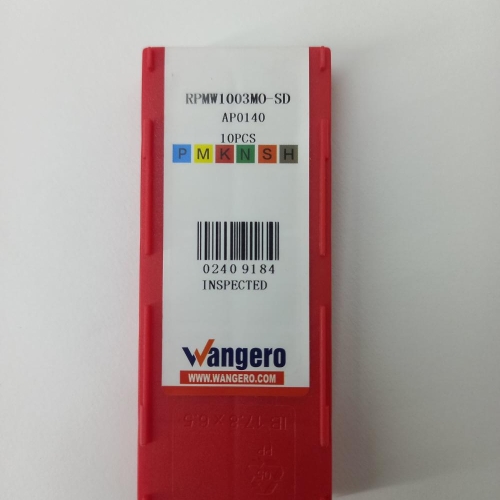 RPMW1003MO-SD
AP0140
10PCS
P M K N S H
0240 9184
INSPECTED
Wangero
WWW.WANGERO.COM